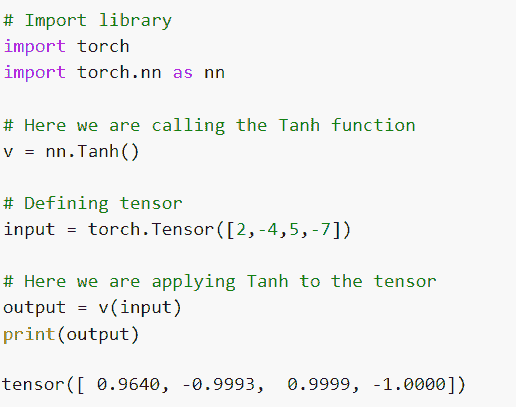 # Import library
import torch
import torch.nn as nn
# Here we are calling the Tanh function
v = nn.Tanh()
# Defining tensor
input = torch.Tensor([2,-4,5,-7])
# Here we are applying Tanh to the tensor
output = v(input)
print(output)
tensor([ 0.9640, -0.9993,  0.9999, -1.0000])